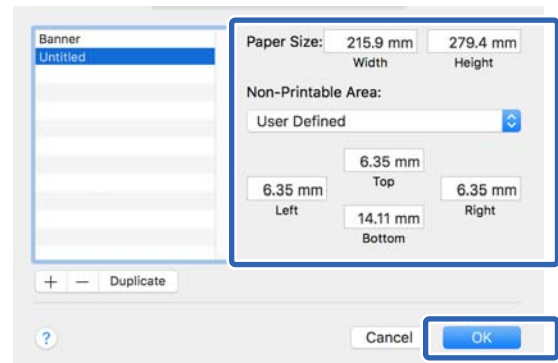 Banner
Untitled
Paper Size: 215.9 mm 279.4 mm
Width Height
Non-Printable Area:
User Defined
6.35 mm
Top
6.35 mm 6.35 mm
Left Right
14.11 mm
Bottom
+ − Duplicate
? Cancel OK